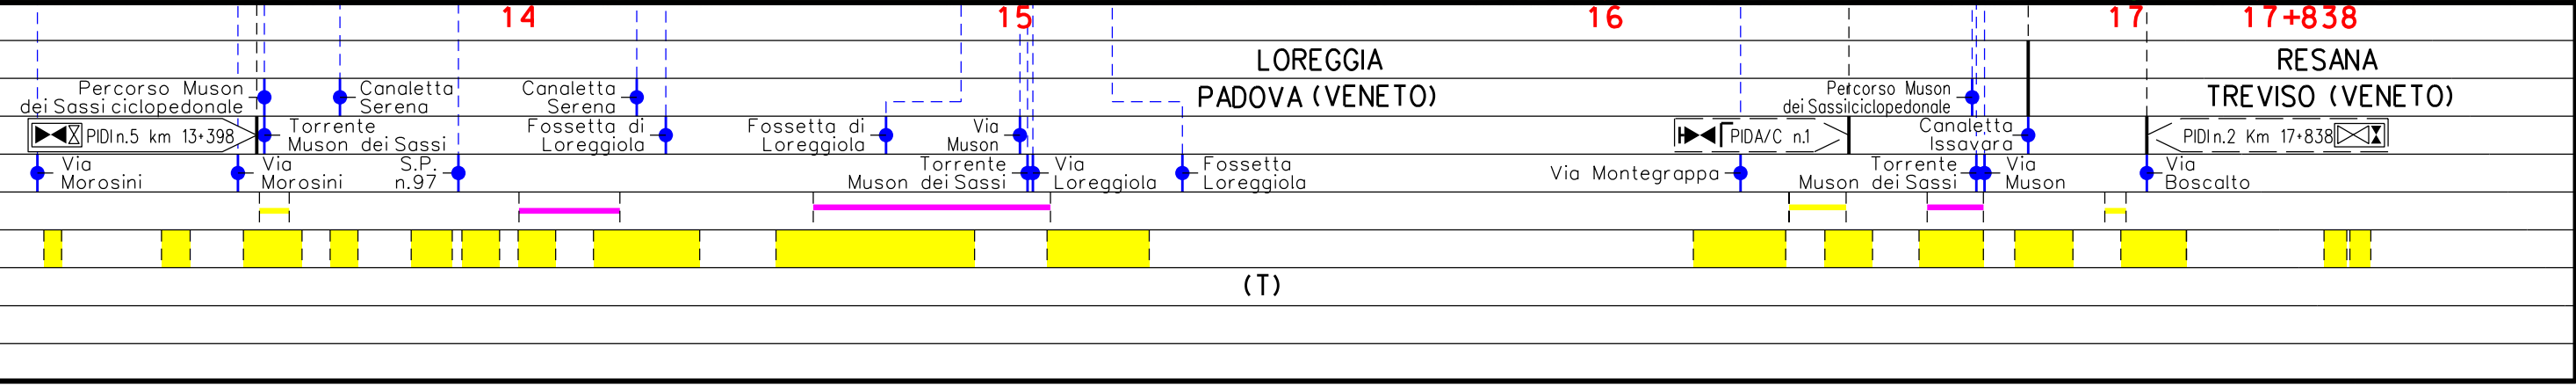 14 15 16 17 17+838
LOREGGIA RESANA
Percorso Muson
dei Sassi ciclopedonale
Canaletta
Serena
Canaletta
Serena
PADOVA (VENETO)
Percorso Muson
dei Sassi ciclopedonale
TREVISO (VENETO)
PIDI n.5 km 13+398
Torrente
Muson dei Sassi
Fossetta di
Loreggiola
Fossetta di
Loreggiola
Via
Muson
PIDA/C n.1
Canaletta
Issavara
PIDI n.2 Km 17+838
Via
Morosini
Via
Morosini
S.P.
n.97
Torrente
Muson dei Sassi
Via
Loreggiola
Fossetta
Loreggiola
Via Montegrappa
Torrente
Muson dei Sassi
Via
Muson
Via
Boscalto
(T)